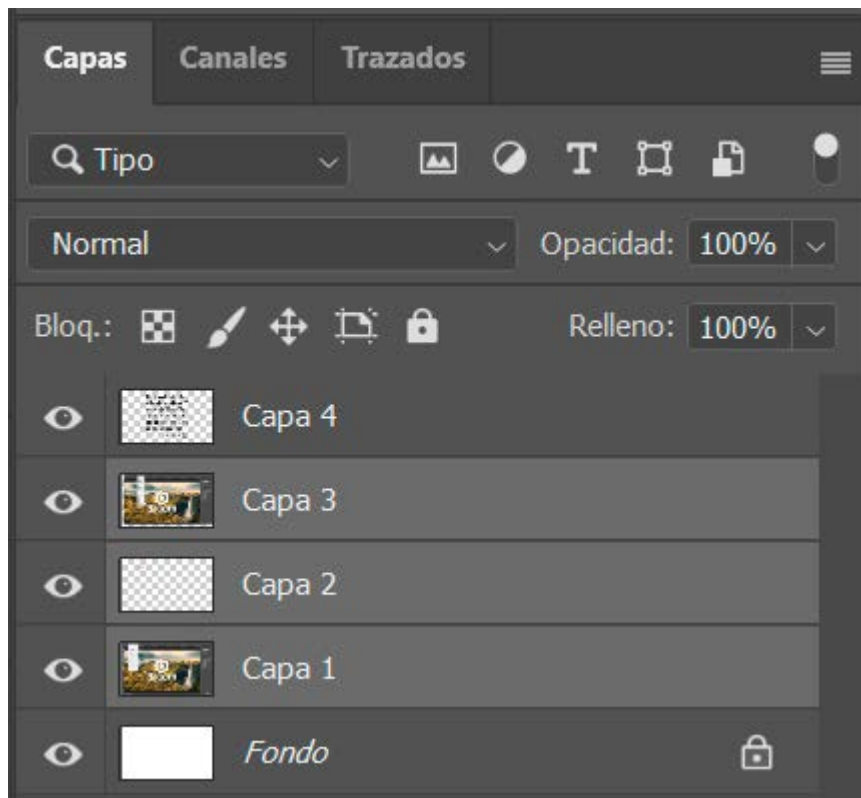 Capas Canales Trazados
Tipo
Normal Opacidad: 100%
Bloq.: Relleno: 100%
Capa 4
Capa 3
Capa 2
Capa 1
Fondo